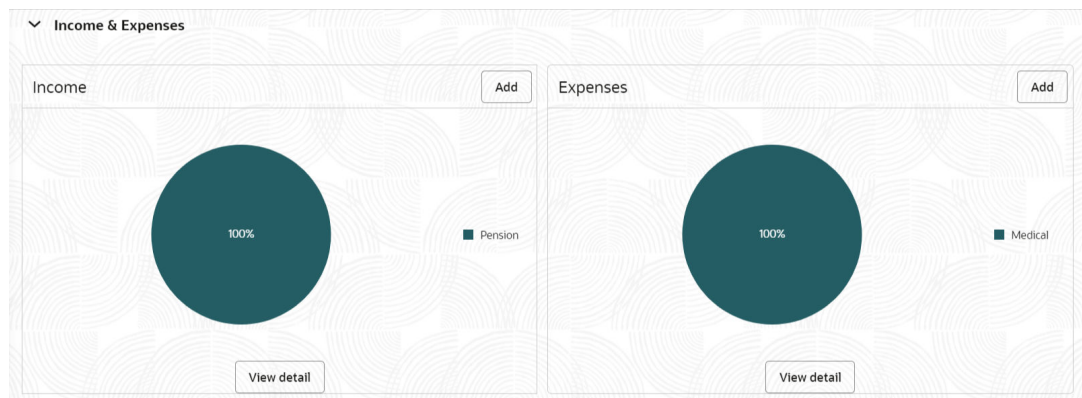 Income & Expenses
Income
Add
100%
Pension
View detail
Expenses
Add
100%
Medical
View detail